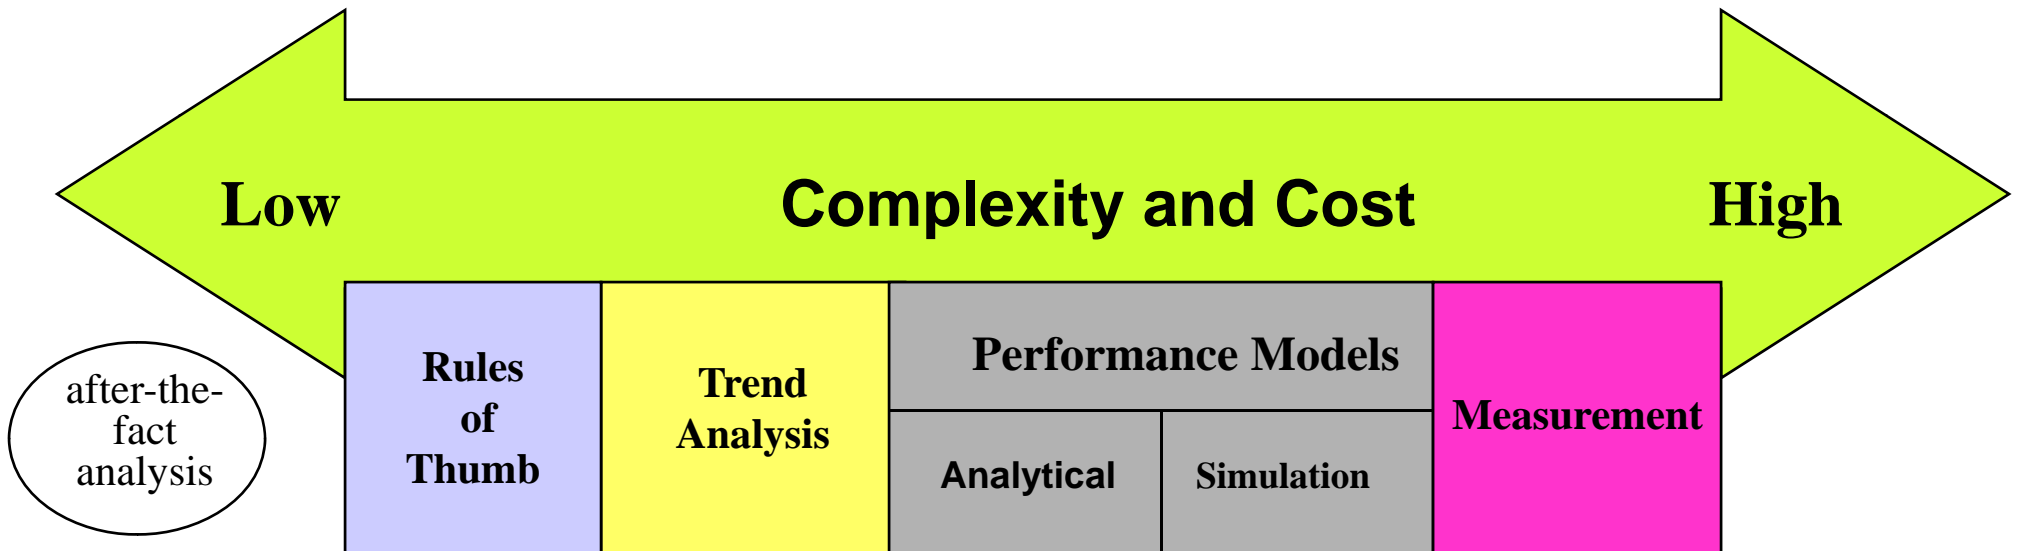 Low
Complexity and Cost
High
after-the-
fact
analysis
Rules
of
Thumb
Trend
Analysis
Performance Models
Analytical
Simulation
Measurement